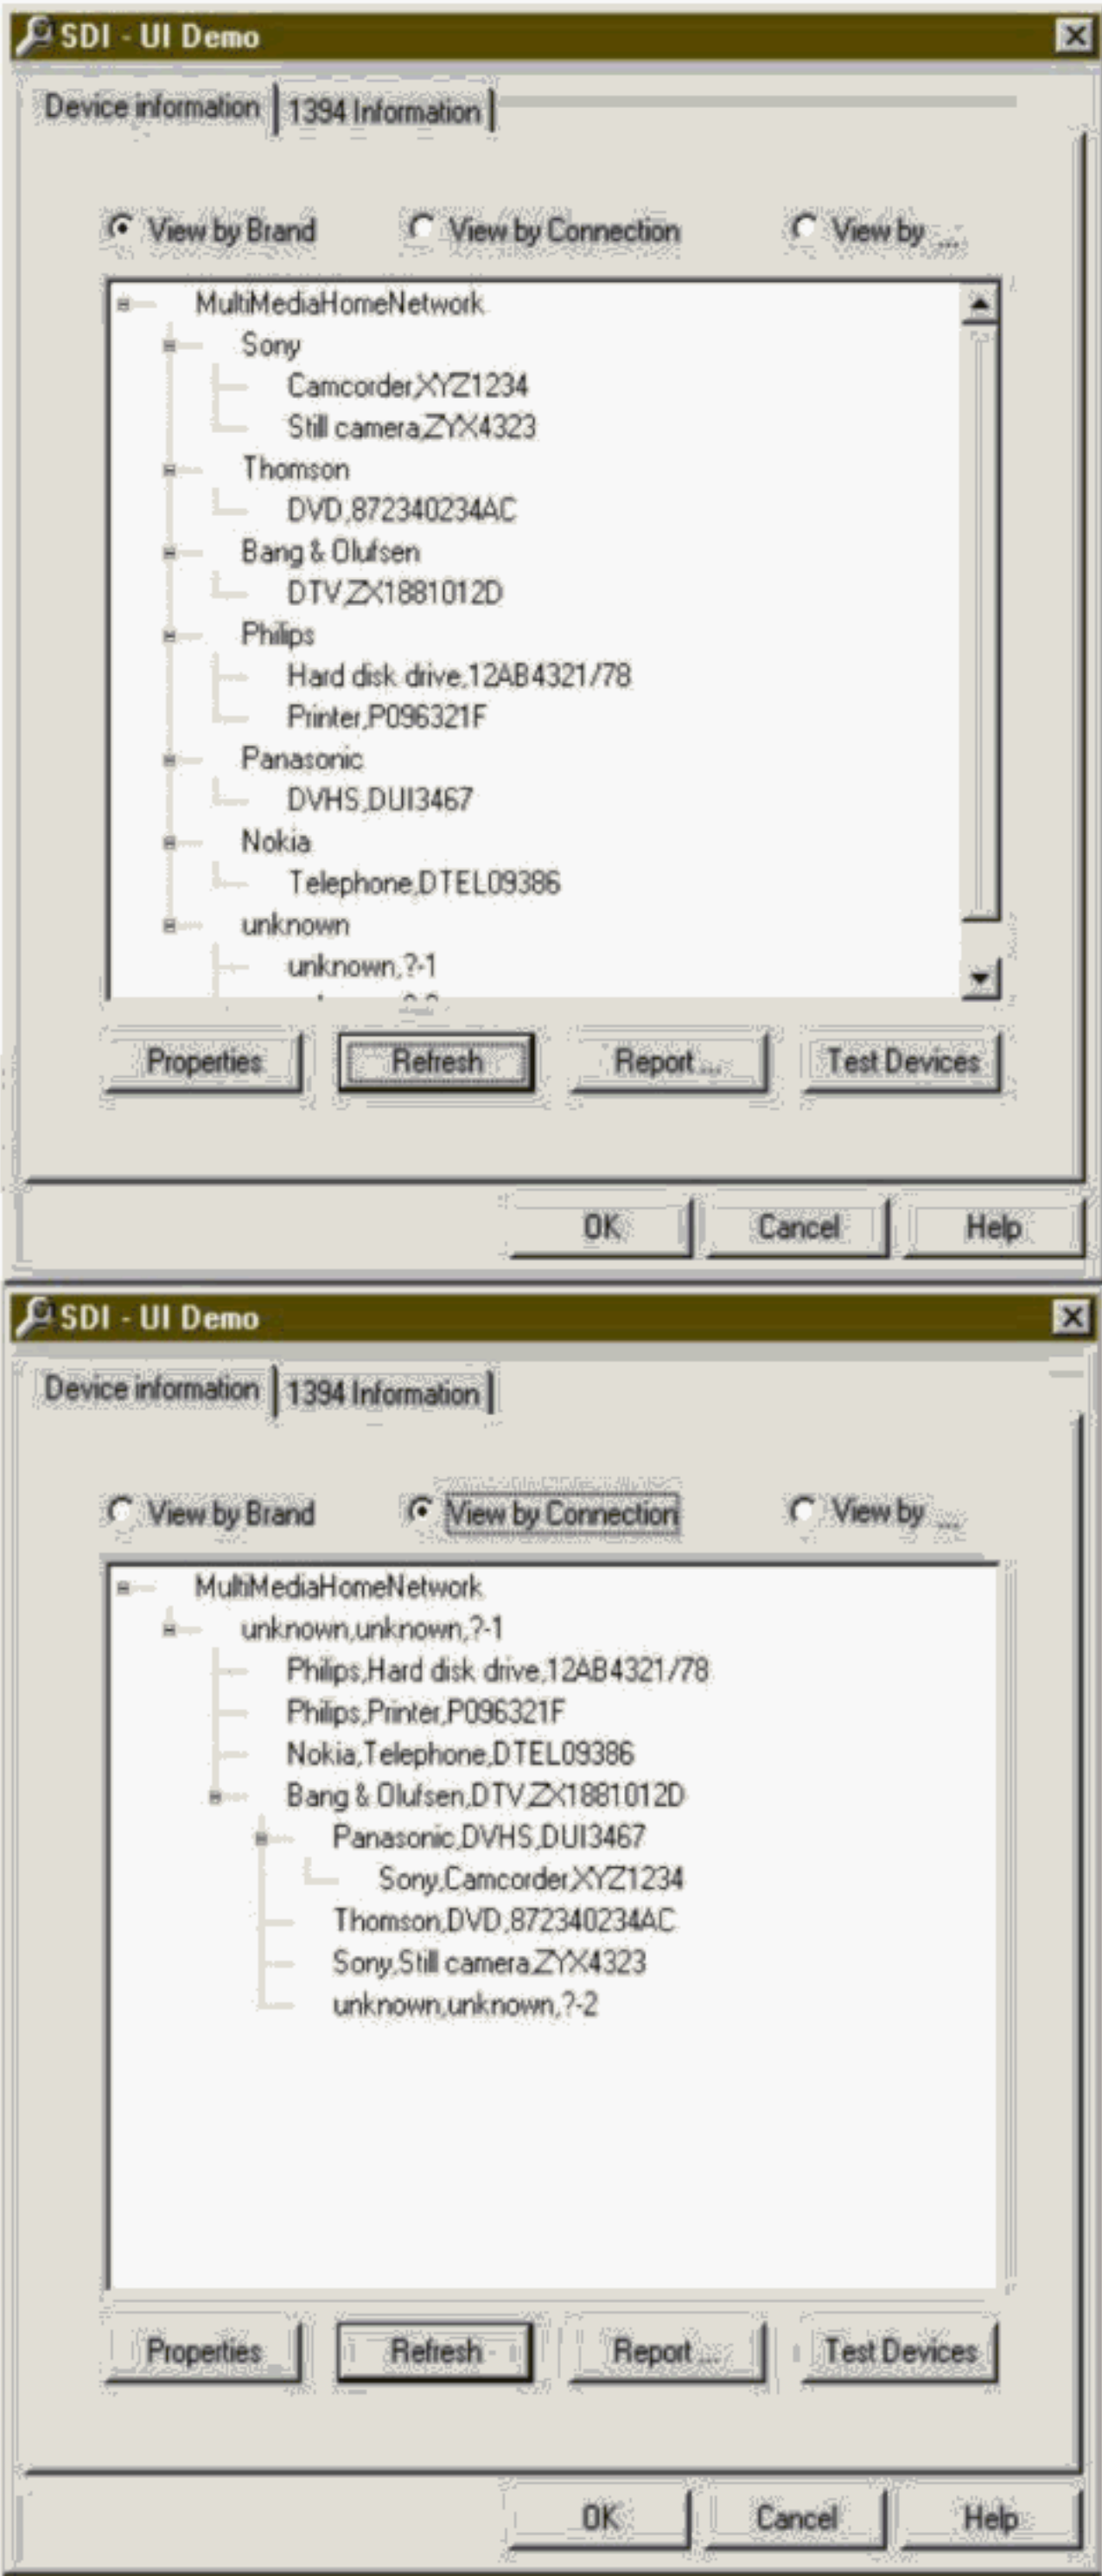 SDI - UI Demo
Device information 1394 Information
View by Brand View by Connection View by ...
MultiMediaHomeNetwork
Sony
Camcorder,XYZ1234
Still camera,ZYX4323
Thomson
DVD,872340234AC
Bang & Olufsen
DTV,ZX1881012D
Philips
Hard disk drive,12AB4321/78
Printer,P096321F
Panasonic
DVHS,DUI3467
Nokia
Telephone,DTEL09386
unknown
unknown,?-1
Properties Refresh Report ... Test Devices
OK Cancel Help
SDI - UI Demo
Device information 1394 Information
View by Brand View by Connection View by ...
MultiMediaHomeNetwork
unknown,unknown,?-1
Philips,Hard disk drive,12AB4321/78
Philips,Printer,P096321F
Nokia,Telephone,DTEL09386
Bang & Olufsen,DTV,ZX1881012D
Panasonic,DVHS,DUI3467
Sony,Camcorder,XYZ1234
Thomson,DVD,872340234AC
Sony,Still camera,ZYX4323
unknown,unknown,?-2
Properties Refresh Report ... Test Devices
OK Cancel Help